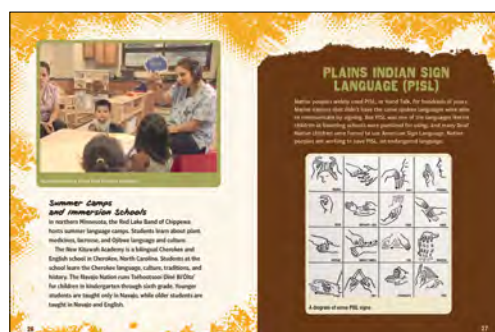 Summer Camps
and Immersion Schools
In northern Minnesota, the Red Lake Band of Chippewa
hosts summer language camps. Students learn about plant
medicines, lacrosse, and Ojibwe language and culture.
The New Kituwah Academy is a bilingual Cherokee and
English school in Cherokee, North Carolina. Students at the
school learn the Cherokee language, culture, traditions, and
history. The Navajo Nation runs Tséhootsooí Diné Bi'Olta'
for children in kindergarten through sixth grade. Younger
students are taught only in Navajo, while older students are
taught in Navajo and English.
26
PLAINS INDIAN SIGN
LANGUAGE (PISL)
Native peoples widely used PISL, or Hand Talk, for hundreds of years.
Native nations that didn't have the same spoken languages were able
to communicate by signing. But PISL was one of the languages Native
children at boarding schools were punished for using, and many deaf
Native children were forced to use American Sign Language. Native
peoples are working to save PISL, an endangered language.
A diagram of some PISL signs
27